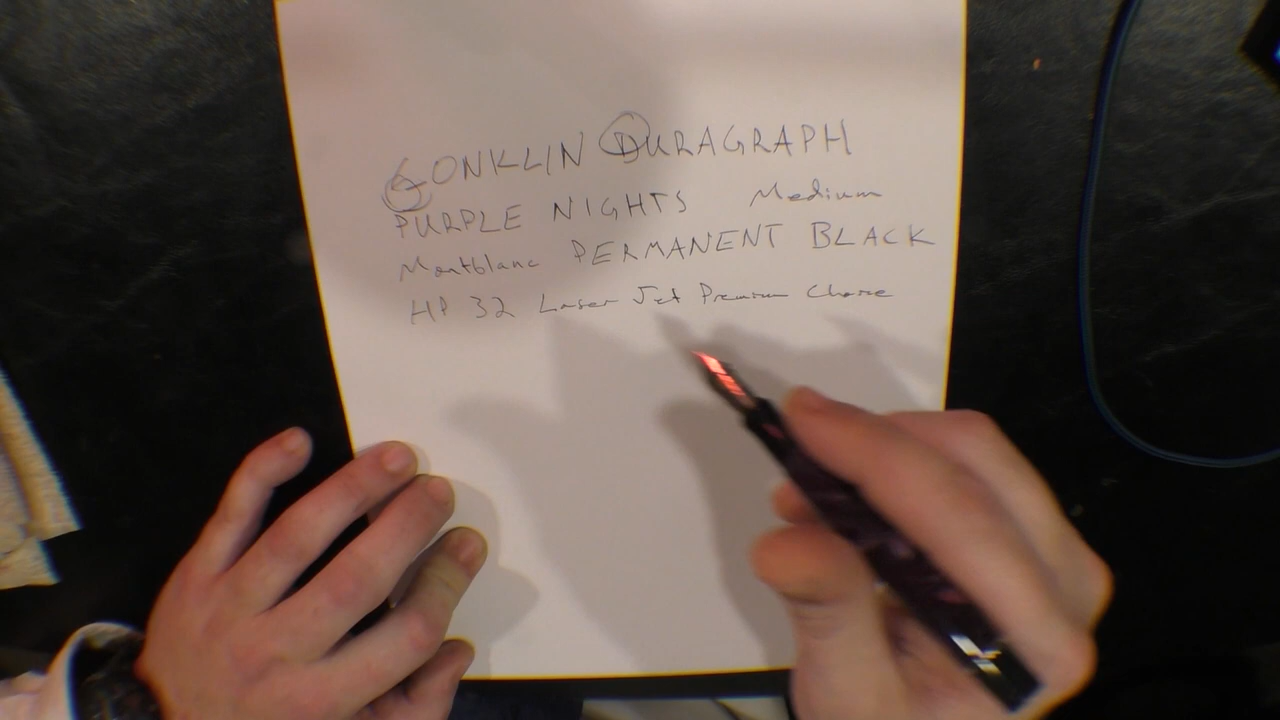 CONKLIN DURAGRAPH
PURPLE NIGHTS Medium
Montblanc PERMANENT BLACK
HP 32 Laser Jet Premium Choice